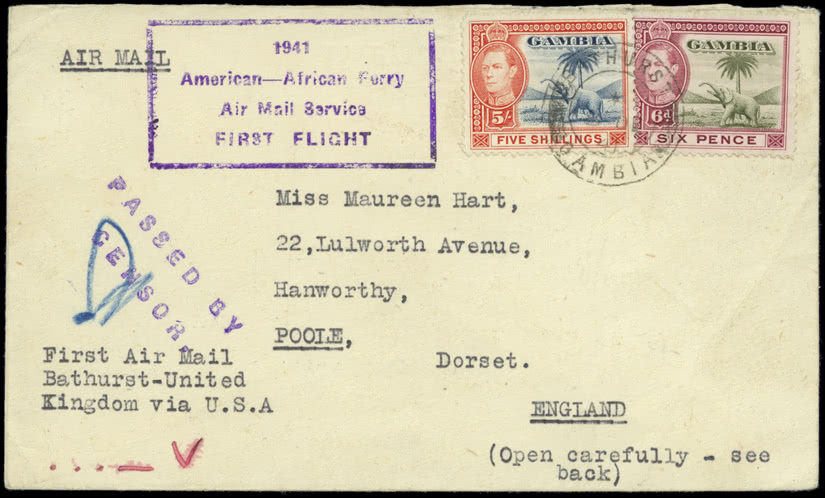 AIR MAIL
1941
American—African Ferry
Air Mail Service
FIRST FLIGHT
GAMBIA
5/-
FIVE SHILLINGS
GAMBIA
6d
SIX PENCE
GAMBIA
PASSED BY
CENSOR.
Miss Maureen Hart,
22,Lulworth Avenue,
Hanworthy,
POOLE,
Dorset.
ENGLAND
(Open carefully - see
back)
First Air Mail
Bathurst-United
Kingdom via U.S.A
...— V